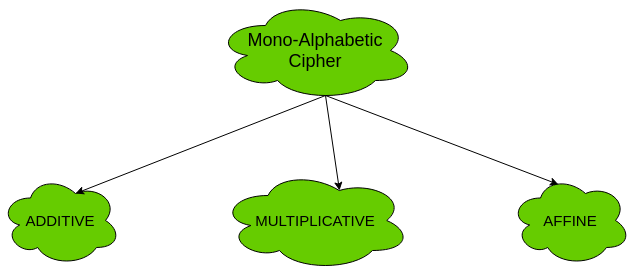 Mono-Alphabetic
Cipher
ADDITIVE
MULTIPLICATIVE
AFFINE